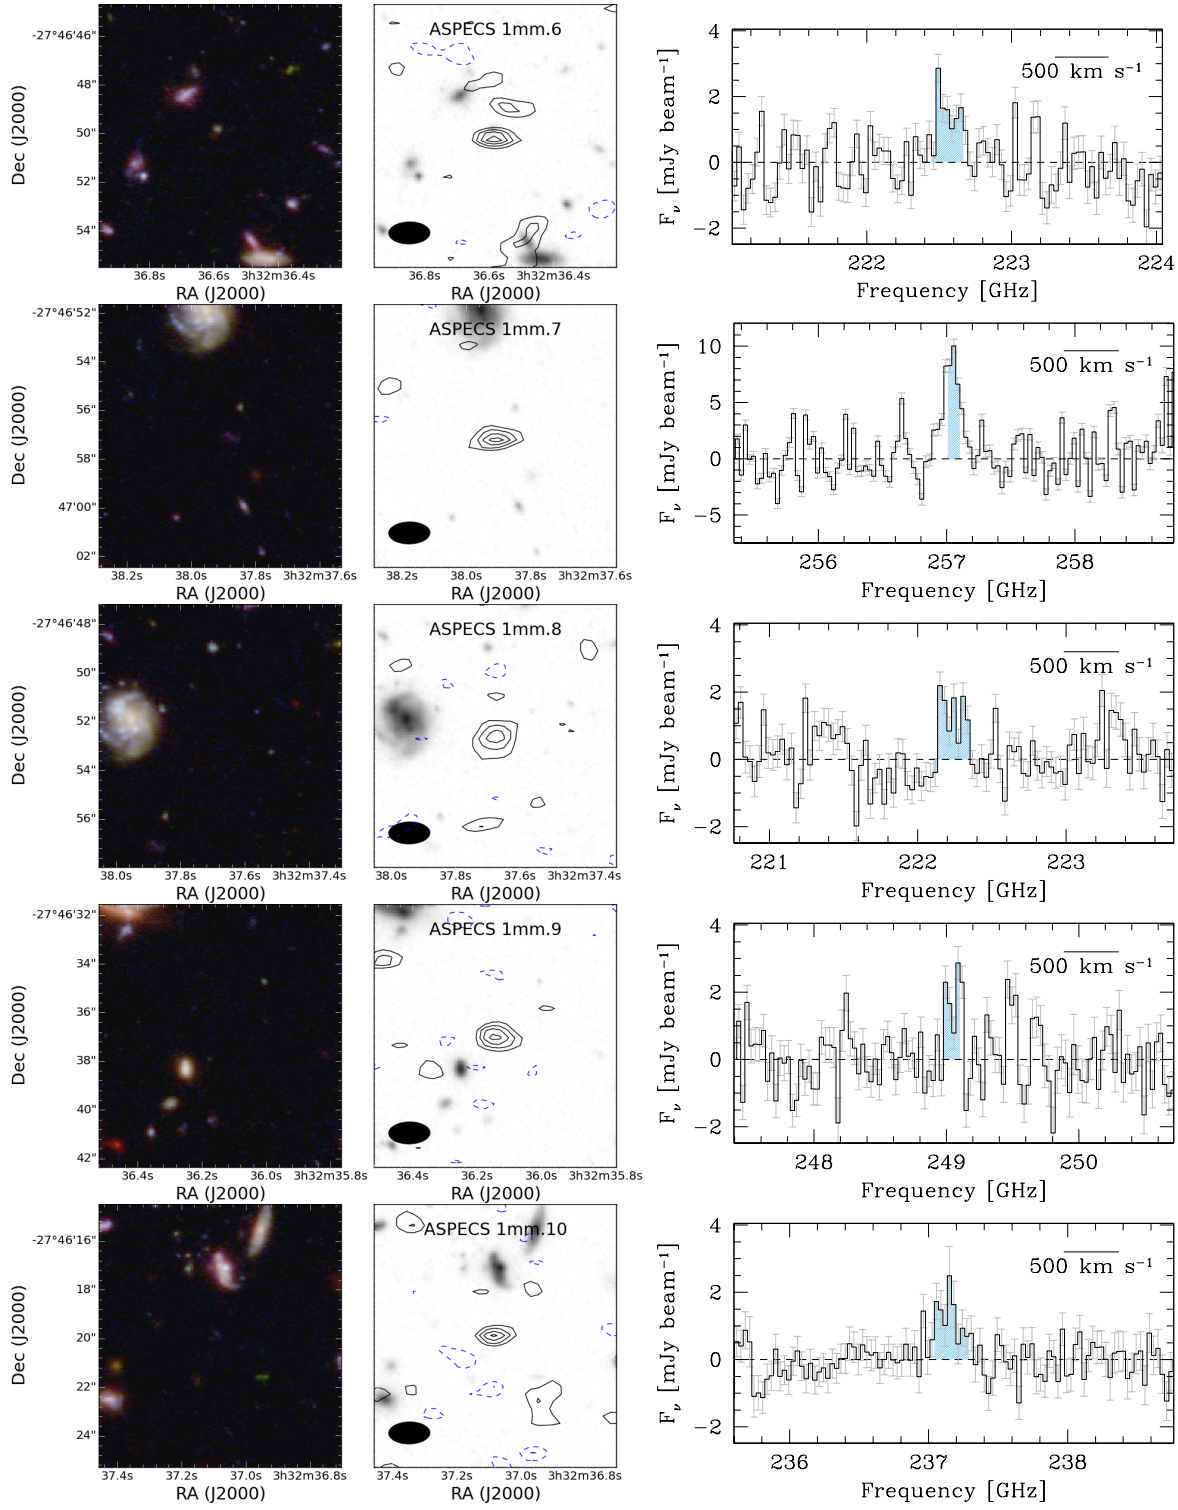 Dec (J2000)
-27°46'46"
48"
50"
52"
54"
36.8s 36.6s 3h32m36.4s
RA (J2000)
ASPECS 1mm.6
36.8s 36.6s 3h32m36.4s
RA (J2000)
Fν [mJy beam⁻¹]
4
2
0
−2
500 km s⁻¹
222 223 224
Frequency [GHz]
Dec (J2000)
-27°46'52"
54"
56"
58"
47'00"
02"
38.2s 38.0s 37.8s 3h32m37.6s
RA (J2000)
ASPECS 1mm.7
38.2s 38.0s 37.8s 3h32m37.6s
RA (J2000)
Fν [mJy beam⁻¹]
10
5
0
−5
500 km s⁻¹
256 257 258
Frequency [GHz]
Dec (J2000)
-27°46'48"
50"
52"
54"
56"
38.0s 37.8s 37.6s 3h32m37.4s
RA (J2000)
ASPECS 1mm.8
38.0s 37.8s 37.6s 3h32m37.4s
RA (J2000)
Fν [mJy beam⁻¹]
4
2
0
−2
500 km s⁻¹
221 222 223
Frequency [GHz]
Dec (J2000)
-27°46'32"
34"
36"
38"
40"
42"
36.4s 36.2s 36.0s 3h32m35.8s
RA (J2000)
ASPECS 1mm.9
36.4s 36.2s 36.0s 3h32m35.8s
RA (J2000)
Fν [mJy beam⁻¹]
4
2
0
−2
500 km s⁻¹
248 249 250
Frequency [GHz]
Dec (J2000)
-27°46'16"
18"
20"
22"
24"
37.4s 37.2s 37.0s 3h32m36.8s
RA (J2000)
ASPECS 1mm.10
37.4s 37.2s 37.0s 3h32m36.8s
RA (J2000)
Fν [mJy beam⁻¹]
4
2
0
−2
500 km s⁻¹
236 237 238
Frequency [GHz]